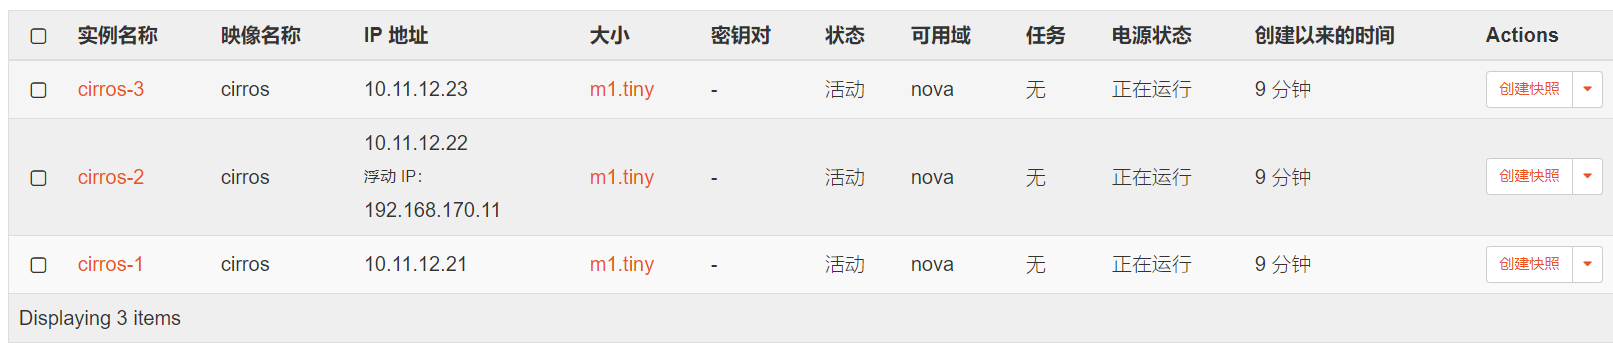 实例名称 映像名称 IP 地址 大小 密钥对 状态 可用域 任务 电源状态 创建以来的时间 Actions
cirros-3 cirros 10.11.12.23 m1.tiny - 活动 nova 无 正在运行 9 分钟 创建快照
10.11.12.22
cirros-2 cirros 浮动 IP: m1.tiny - 活动 nova 无 正在运行 9 分钟 创建快照
192.168.170.11
cirros-1 cirros 10.11.12.21 m1.tiny - 活动 nova 无 正在运行 9 分钟 创建快照
Displaying 3 items